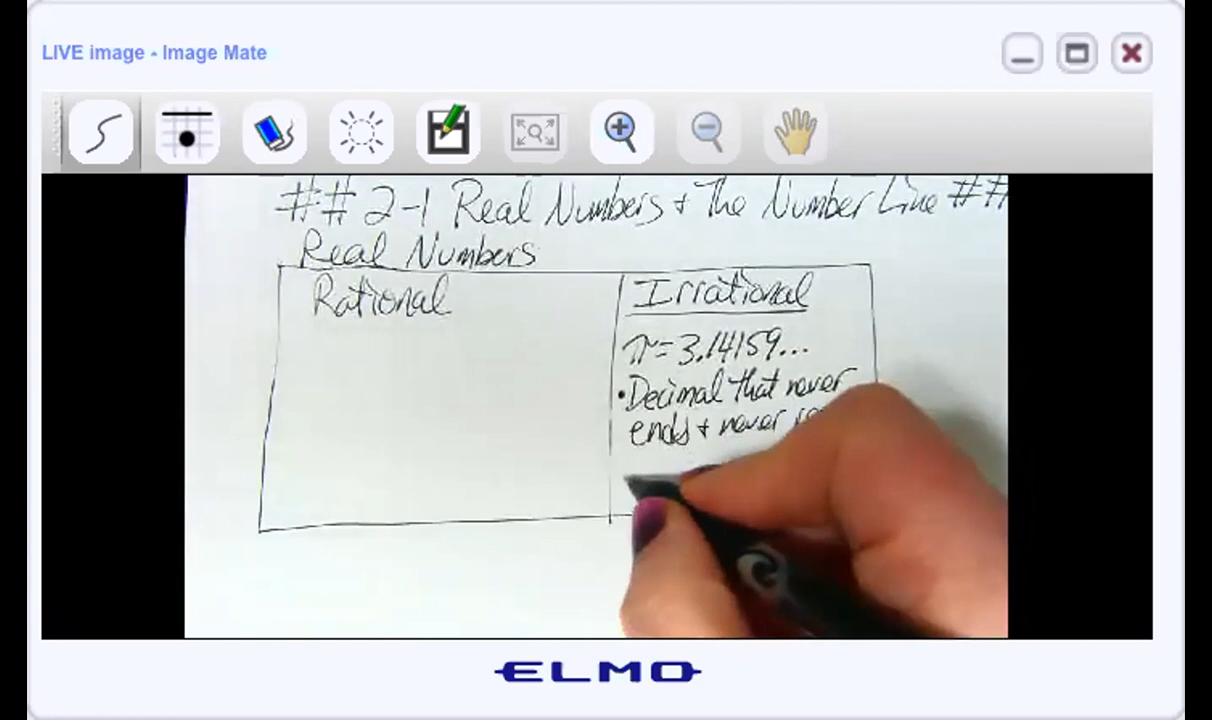 LIVE image - Image Mate
## 2-1 Real Numbers + The Number Line ##
Real Numbers
Rational
Irrational
π=3.14159...
•Decimal that never
ends + never
ELMO